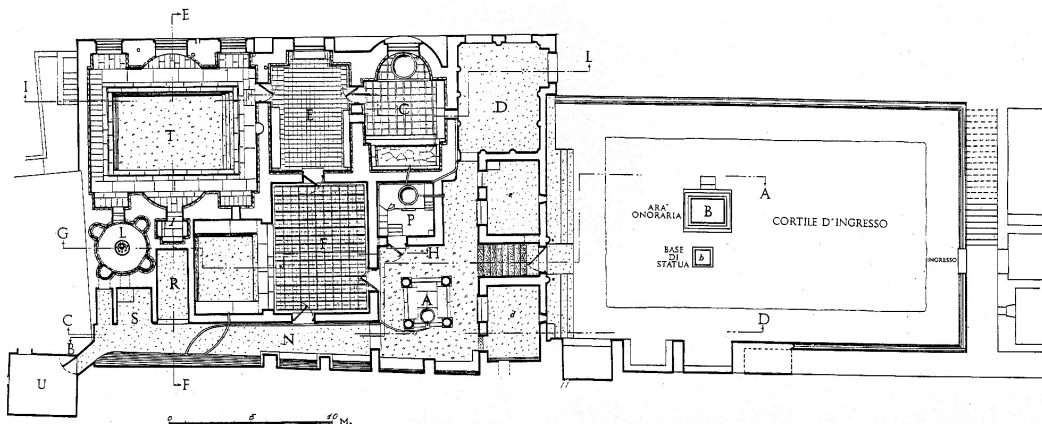 E
I
I
T
E
C
D
A
ARA'
ONORARIA
B
CORTILE D'INGRESSO
BASE
DI
STATUA
b
INGRESSO
P
H
G
L
R
F
A
S
C
B
N
D
d
U
F
0 5 10 M.